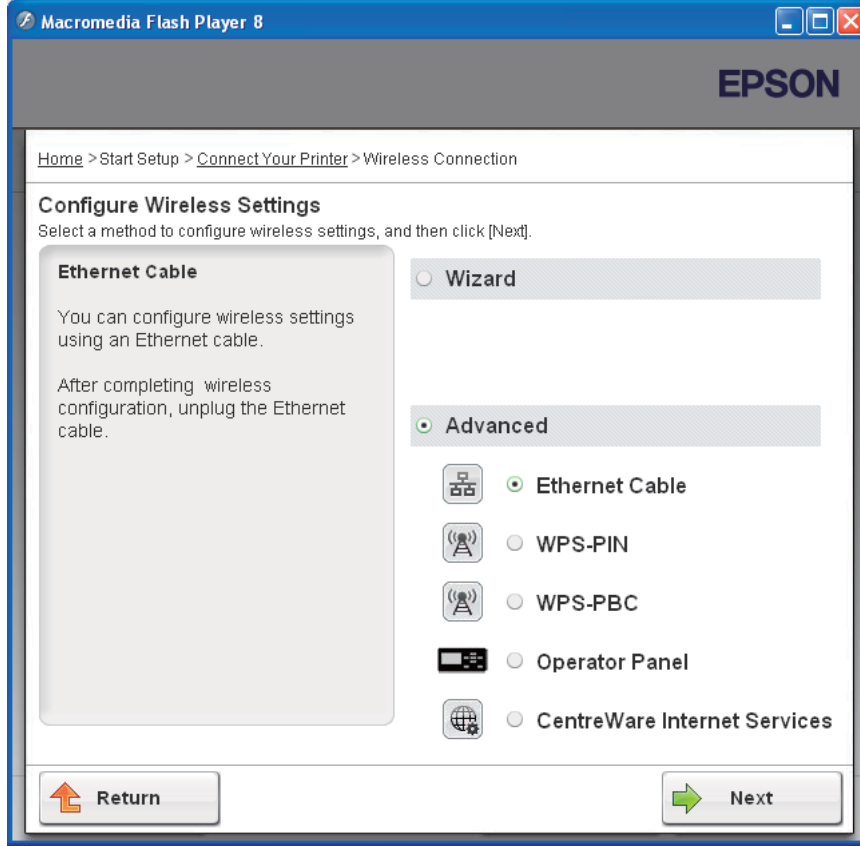 Macromedia Flash Player 8
EPSON
Home > Start Setup > Connect Your Printer > Wireless Connection
Configure Wireless Settings
Select a method to configure wireless settings, and then click [Next].
Ethernet Cable
You can configure wireless settings
using an Ethernet cable.
After completing wireless
configuration, unplug the Ethernet
cable.
Wizard
Advanced
Ethernet Cable
WPS-PIN
WPS-PBC
Operator Panel
CentreWare Internet Services
Return
Next